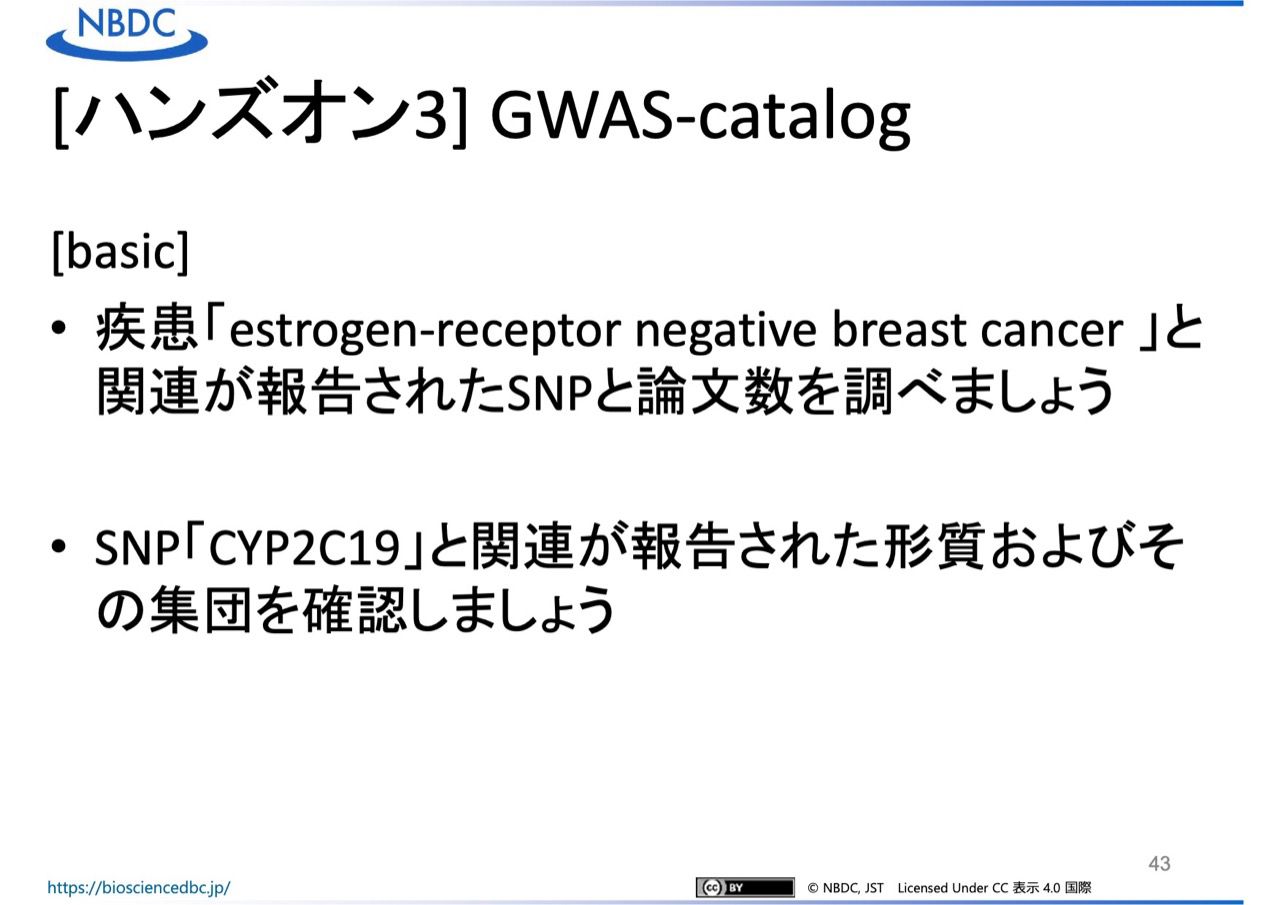 NBDC
[ハンズオン3] GWAS-catalog
[basic]
• 疾患「estrogen-receptor negative breast cancer 」と
関連が報告されたSNPと論文数を調べましょう
• SNP「CYP2C19」と関連が報告された形質およびそ
の集団を確認しましょう
43
https://biosciencedbc.jp/
cc BY © NBDC, JST Licensed Under CC 表示 4.0 国際